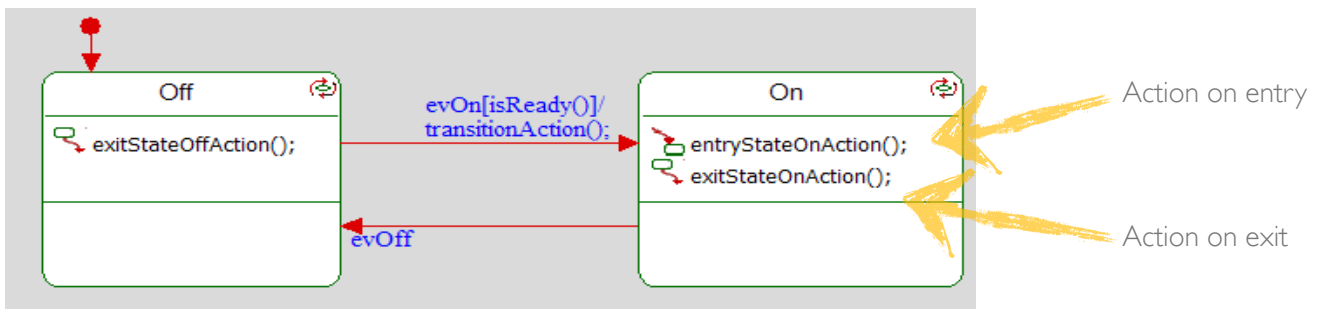 Off
exitStateOffAction();
evOn[isReady()]/
transitionAction();
evOff
On
entryStateOnAction();
exitStateOnAction();
Action on entry
Action on exit